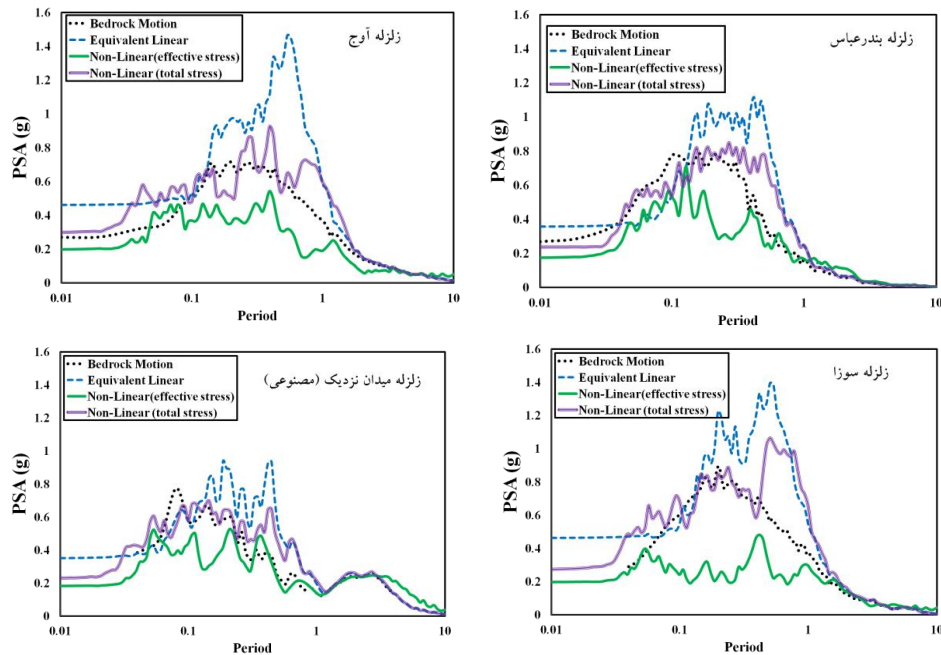 زلزله آوج
Bedrock Motion
Equivalent Linear
Non-Linear(effective stress)
Non-Linear (total stress)
PSA (g)
1.6
1.4
1.2
1
0.8
0.6
0.4
0.2
0
0.01 0.1 1 10
Period
زلزله بندرعباس
Bedrock Motion
Equivalent Linear
Non-Linear(effective stress)
Non-Linear (total stress)
PSA (g)
1.6
1.4
1.2
1
0.8
0.6
0.4
0.2
0
0.01 0.1 1 10
Period
زلزله میدان نزدیک (مصنوعی)
Bedrock Motion
Equivalent Linear
Non-Linear(effective stress)
Non-Linear (total stress)
PSA (g)
1.6
1.4
1.2
1
0.8
0.6
0.4
0.2
0
0.01 0.1 1 10
Period
زلزله سوزا
Bedrock Motion
Equivalent Linear
Non-Linear(effective stress)
Non-Linear (total stress)
PSA (g)
1.6
1.4
1.2
1
0.8
0.6
0.4
0.2
0
0.01 0.1 1 10
Period